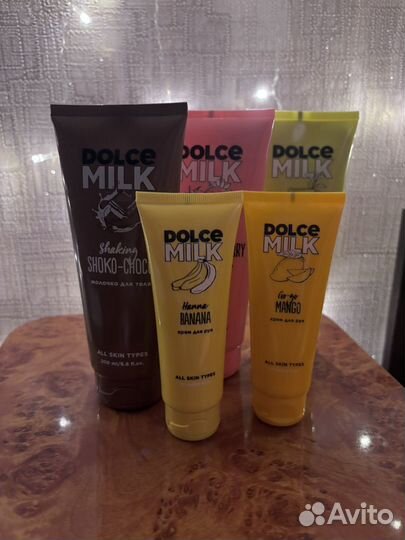 DOLCE
MILK
Shaking
SHOKO-CHOCO
МОЛОЧКО ДЛЯ ТЕЛА
ALL SKIN TYPES
DOLCE
MILK
DOLCE
MILK
DOLCE
MILK
Hanna
BANANA
крем для рук
ALL SKIN TYPES
DOLCE
MILK
Go-go
MANGO
крем для рук
ALL SKIN TYPES
Avito